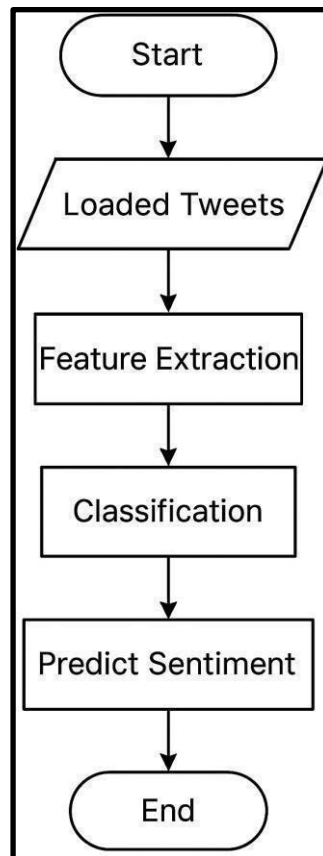 Start
Loaded Tweets
Feature Extraction
Classification
Predict Sentiment
End